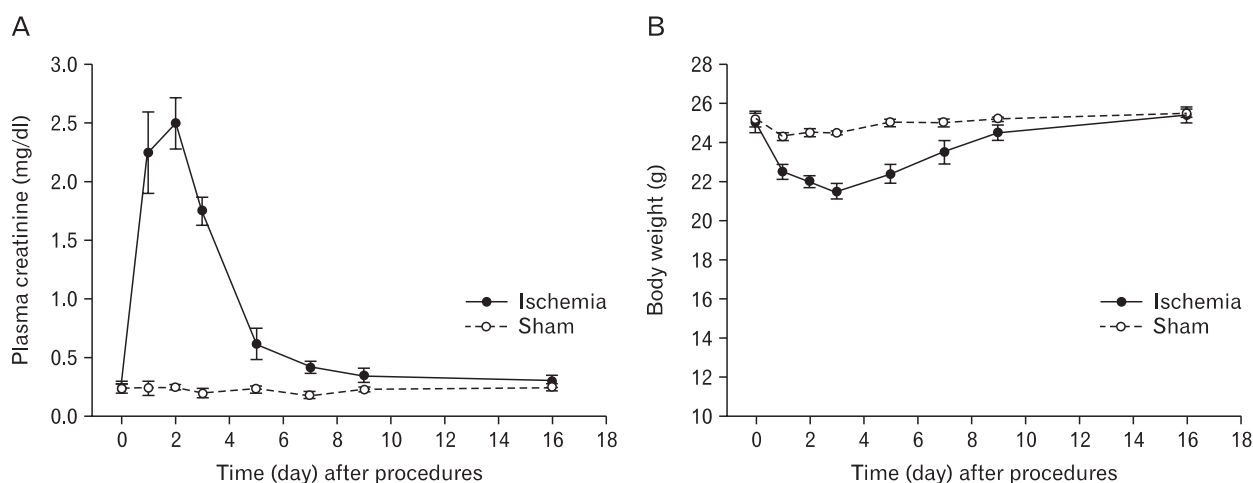 A
Plasma creatinine (mg/dl)
3.0
2.5
2.0
1.5
1.0
0.5
0.0
0 2 4 6 8 10 12 14 16 18
Time (day) after procedures
Ischemia
Sham
B
Body weight (g)
28
26
24
22
20
22
24
16
14
12
10
0 2 4 6 8 10 12 14 16 18
Time (day) after procedures
Ischemia
Sham